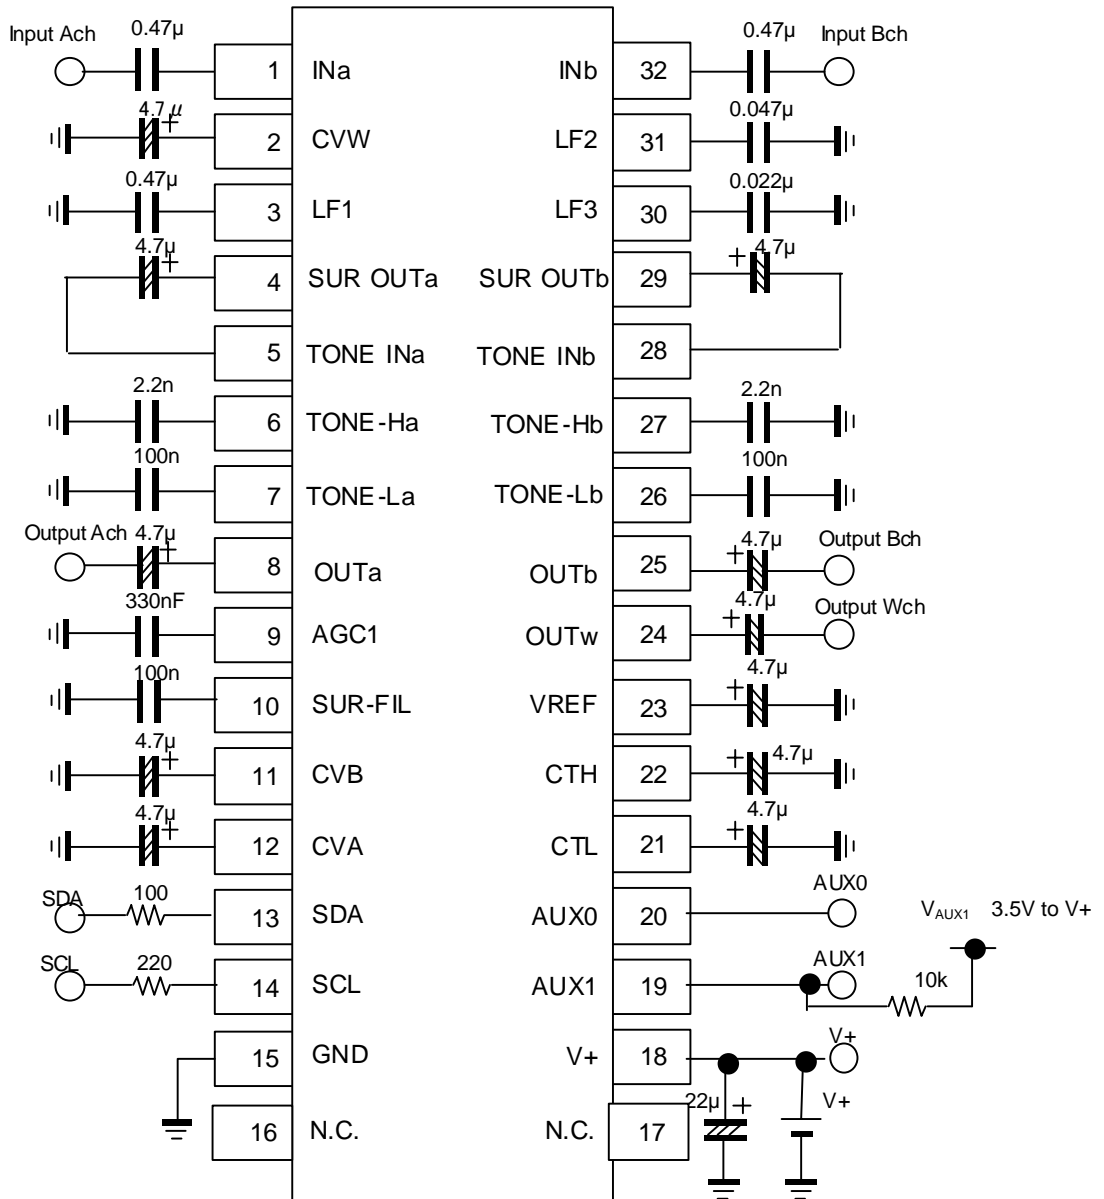 Input Ach 0.47µ 1 INa INb 32 0.47µ Input Bch
4.7µ + 2 CVW LF2 31 0.047µ
0.47µ 3 LF1 LF3 30 0.022µ
4.7µ + 4 SUR OUTa SUR OUTb 29 + 4.7µ
5 TONE INa TONE INb 28
2.2n 6 TONE-Ha TONE-Hb 27 2.2n
100n 7 TONE-La TONE-Lb 26 100n
Output Ach 4.7µ + 8 OUTa OUTb 25 + 4.7µ Output Bch
330nF 9 AGC1 OUTw 24 + 4.7µ Output Wch
100n 10 SUR-FIL VREF 23 + 4.7µ
4.7µ + 11 CVB CTH 22 + 4.7µ
4.7µ + 12 CVA CTL 21 + 4.7µ
SDA 100 13 SDA AUX0 20 AUX0
VAUX1 3.5V to V+
SCL 220 14 SCL AUX1 19 AUX1 10k
15 GND V+ 18 V+
22µ + V+
16 N.C. N.C. 17